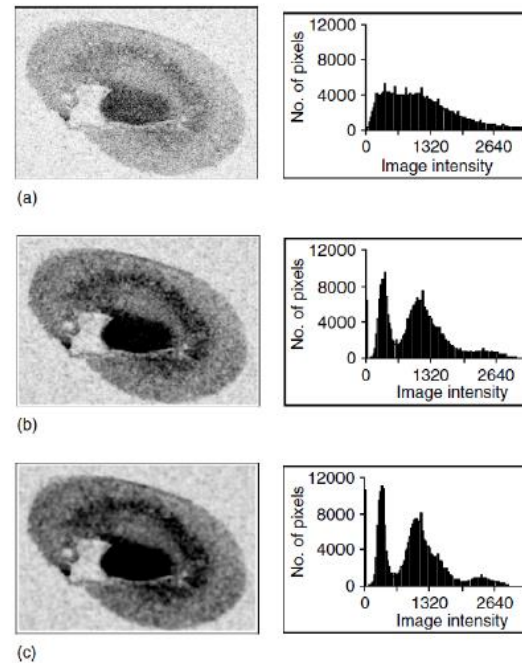 No. of pixels
12000
8000
4000
0
1320 2640
Image intensity
(a)
No. of pixels
12000
8000
4000
0
0 1320 2640
Image intensity
(b)
No. of pixels
12000
8000
4000
0
0 1320 2640
Image intensity
(c)